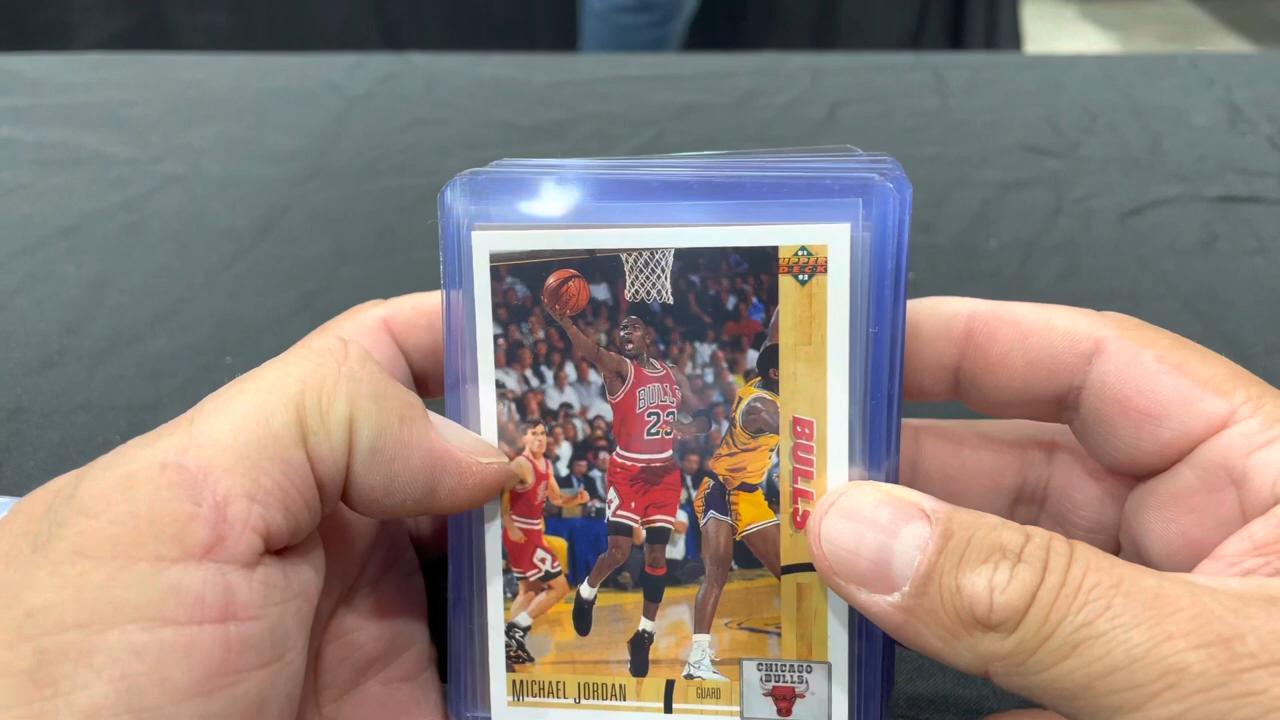 91
UPPER
DECK
92
BULLS
23
BULLS
MICHAEL JORDAN
GUARD
CHICAGO
BULLS